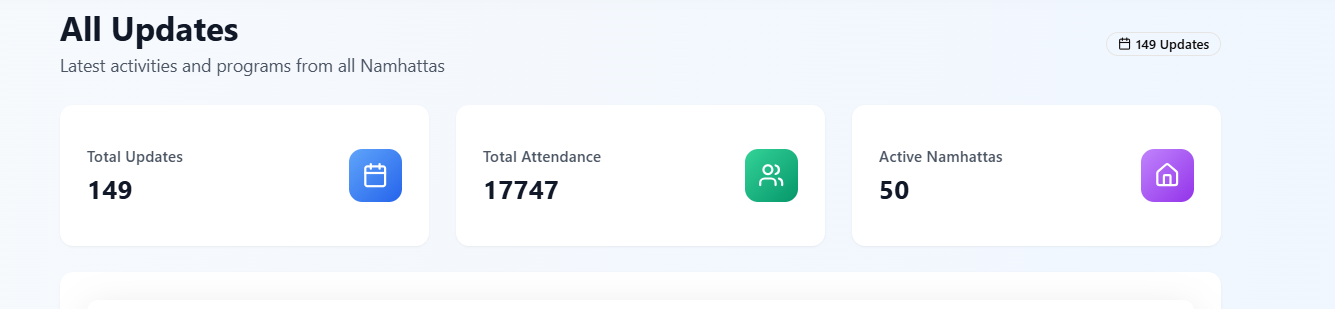 All Updates
149 Updates
Latest activities and programs from all Namhattas
Total Updates
149
Total Attendance
17747
Active Namhattas
50